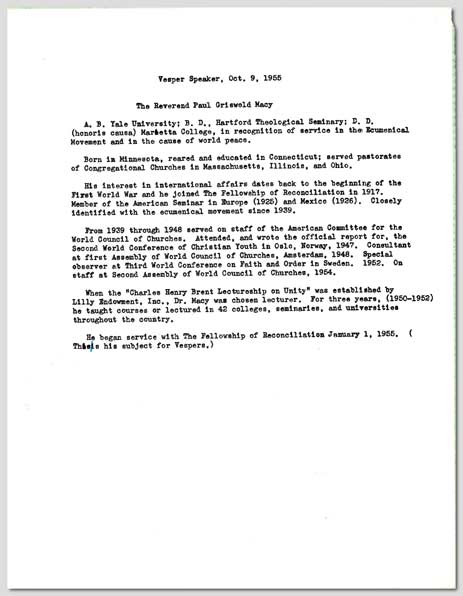 Vesper Speaker, Oct. 9, 1955
The Reverend Paul Griswold Macy
A. B. Yale University; B. D., Hartford Theological Seminary; D. D.
(honoris causa) Marietta College, in recognition of service in the Ecumenical
Movement and in the cause of world peace.
Born in Minnesota, reared and educated in Connecticut; served pastorates
of Congregational Churches in Massachusetts, Illinois, and Ohio.
His interest in international affairs dates back to the beginning of the
First World War and he joined The Fellowship of Reconciliation in 1917.
Member of the American Seminar in Europe (1925) and Mexico (1926). Closely
identified with the ecumenical movement since 1939.
From 1939 through 1948 served on staff of the American Committee for the
World Council of Churches. Attended, and wrote the official report for, the
Second World Conference of Christian Youth in Oslo, Norway, 1947. Consultant
at first Assembly of World Council of Churches, Amsterdam, 1948. Special
observer at Third World Conference on Faith and Order in Sweden. 1952. On
staff at Second Assembly of World Council of Churches, 1954.
When the "Charles Henry Brent Lectureship on Unity" was established by
Lilly Endowment, Inc., Dr. Macy was chosen lecturer. For three years, (1950-1952)
he taught courses or lectured in 42 colleges, seminaries, and universities
throughout the country.
He began service with The Fellowship of Reconciliation January 1, 1955. (
This is his subject for Vespers.)